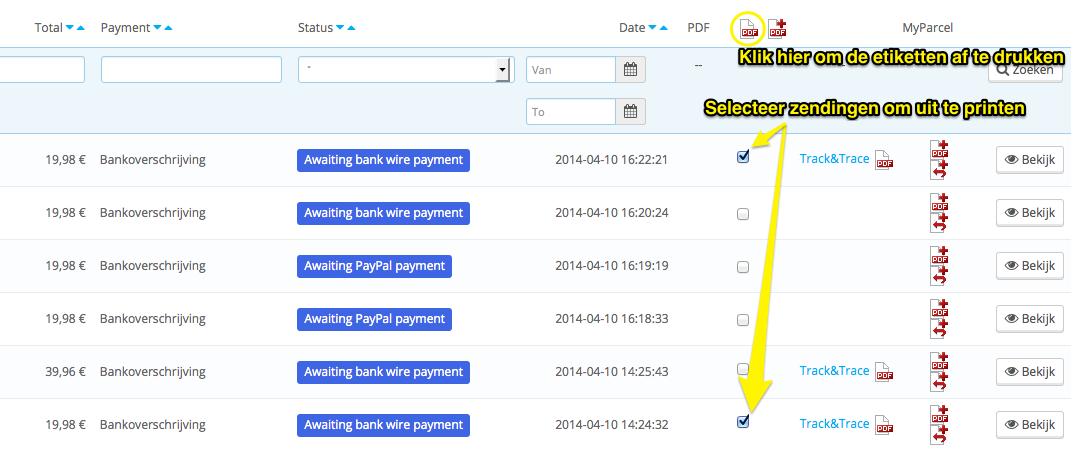 Total Payment Status Date PDF PDF PDF MyParcel
Klik hier om de etiketten af te drukken
- Van -- Zoeken
To
Selecteer zendingen om uit te printen
19,98 € Bankoverschrijving Awaiting bank wire payment 2014-04-10 16:22:21 Track&Trace PDF PDF Bekijk
19,98 € Bankoverschrijving Awaiting bank wire payment 2014-04-10 16:20:24 PDF Bekijk
19,98 € Bankoverschrijving Awaiting PayPal payment 2014-04-10 16:19:19 PDF Bekijk
19,98 € Bankoverschrijving Awaiting PayPal payment 2014-04-10 16:18:33 PDF Bekijk
39,96 € Bankoverschrijving Awaiting bank wire payment 2014-04-10 14:25:43 Track&Trace PDF PDF Bekijk
19,98 € Bankoverschrijving Awaiting bank wire payment 2014-04-10 14:24:32 Track&Trace PDF PDF Bekijk